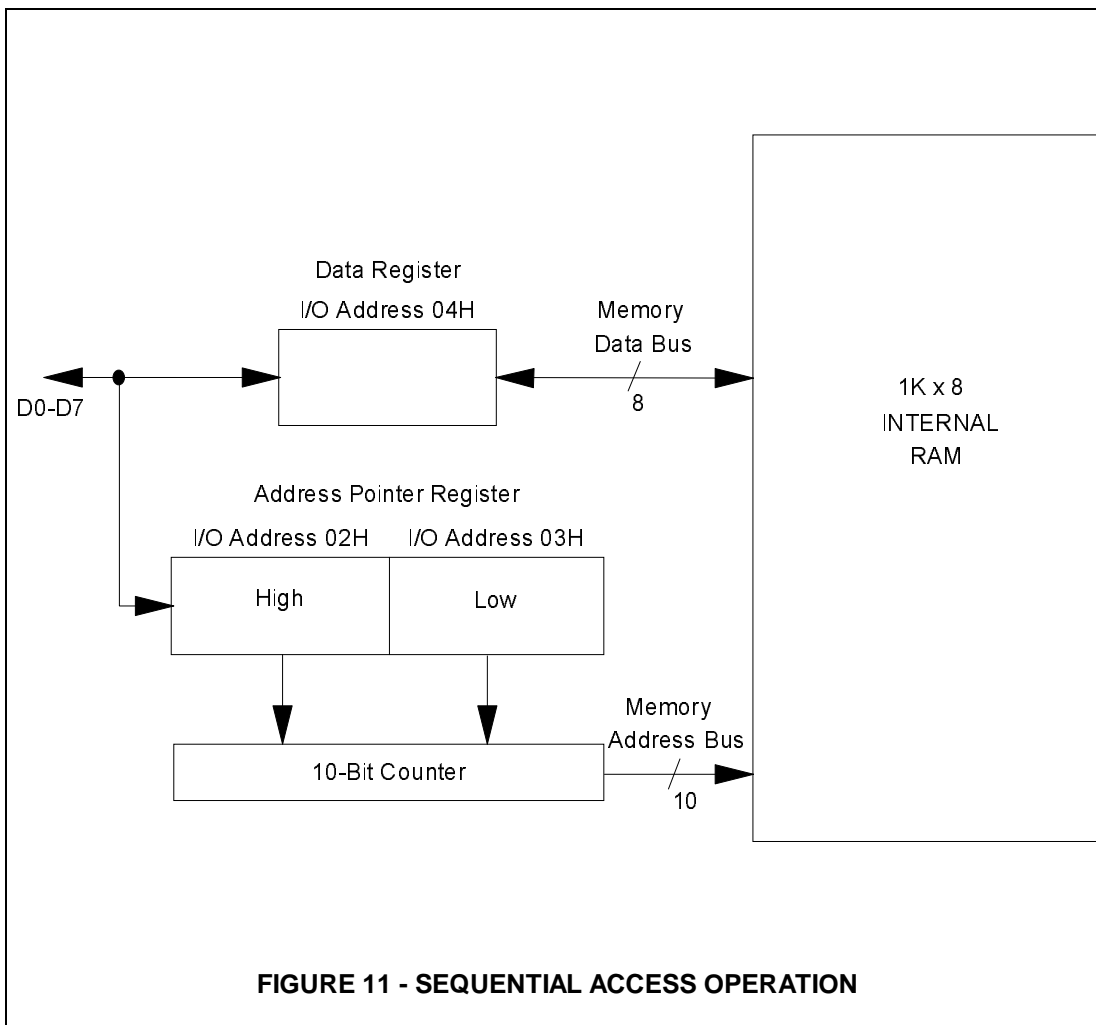 Data Register
I/O Address 04H
Memory
Data Bus
8
D0-D7
1K x 8
INTERNAL
RAM
Address Pointer Register
I/O Address 02H
I/O Address 03H
High
Low
Memory
Address Bus
10-Bit Counter
10
FIGURE 11 - SEQUENTIAL ACCESS OPERATION